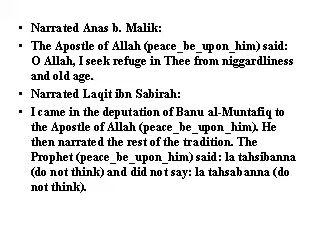 • Narrated Anas b. Malik:
• The Apostle of Allah (peace_be_upon_him) said:
O Allah, I seek refuge in Thee from niggardliness
and old age.
• Narrated Laqit ibn Sabirah:
• I came in the deputation of Banu al-Muntafiq to
the Apostle of Allah (peace_be_upon_him). He
then narrated the rest of the tradition. The
Prophet (peace_be_upon_him) said: la tahsibanna
(do not think) and did not say: la tahsabanna (do
not think).